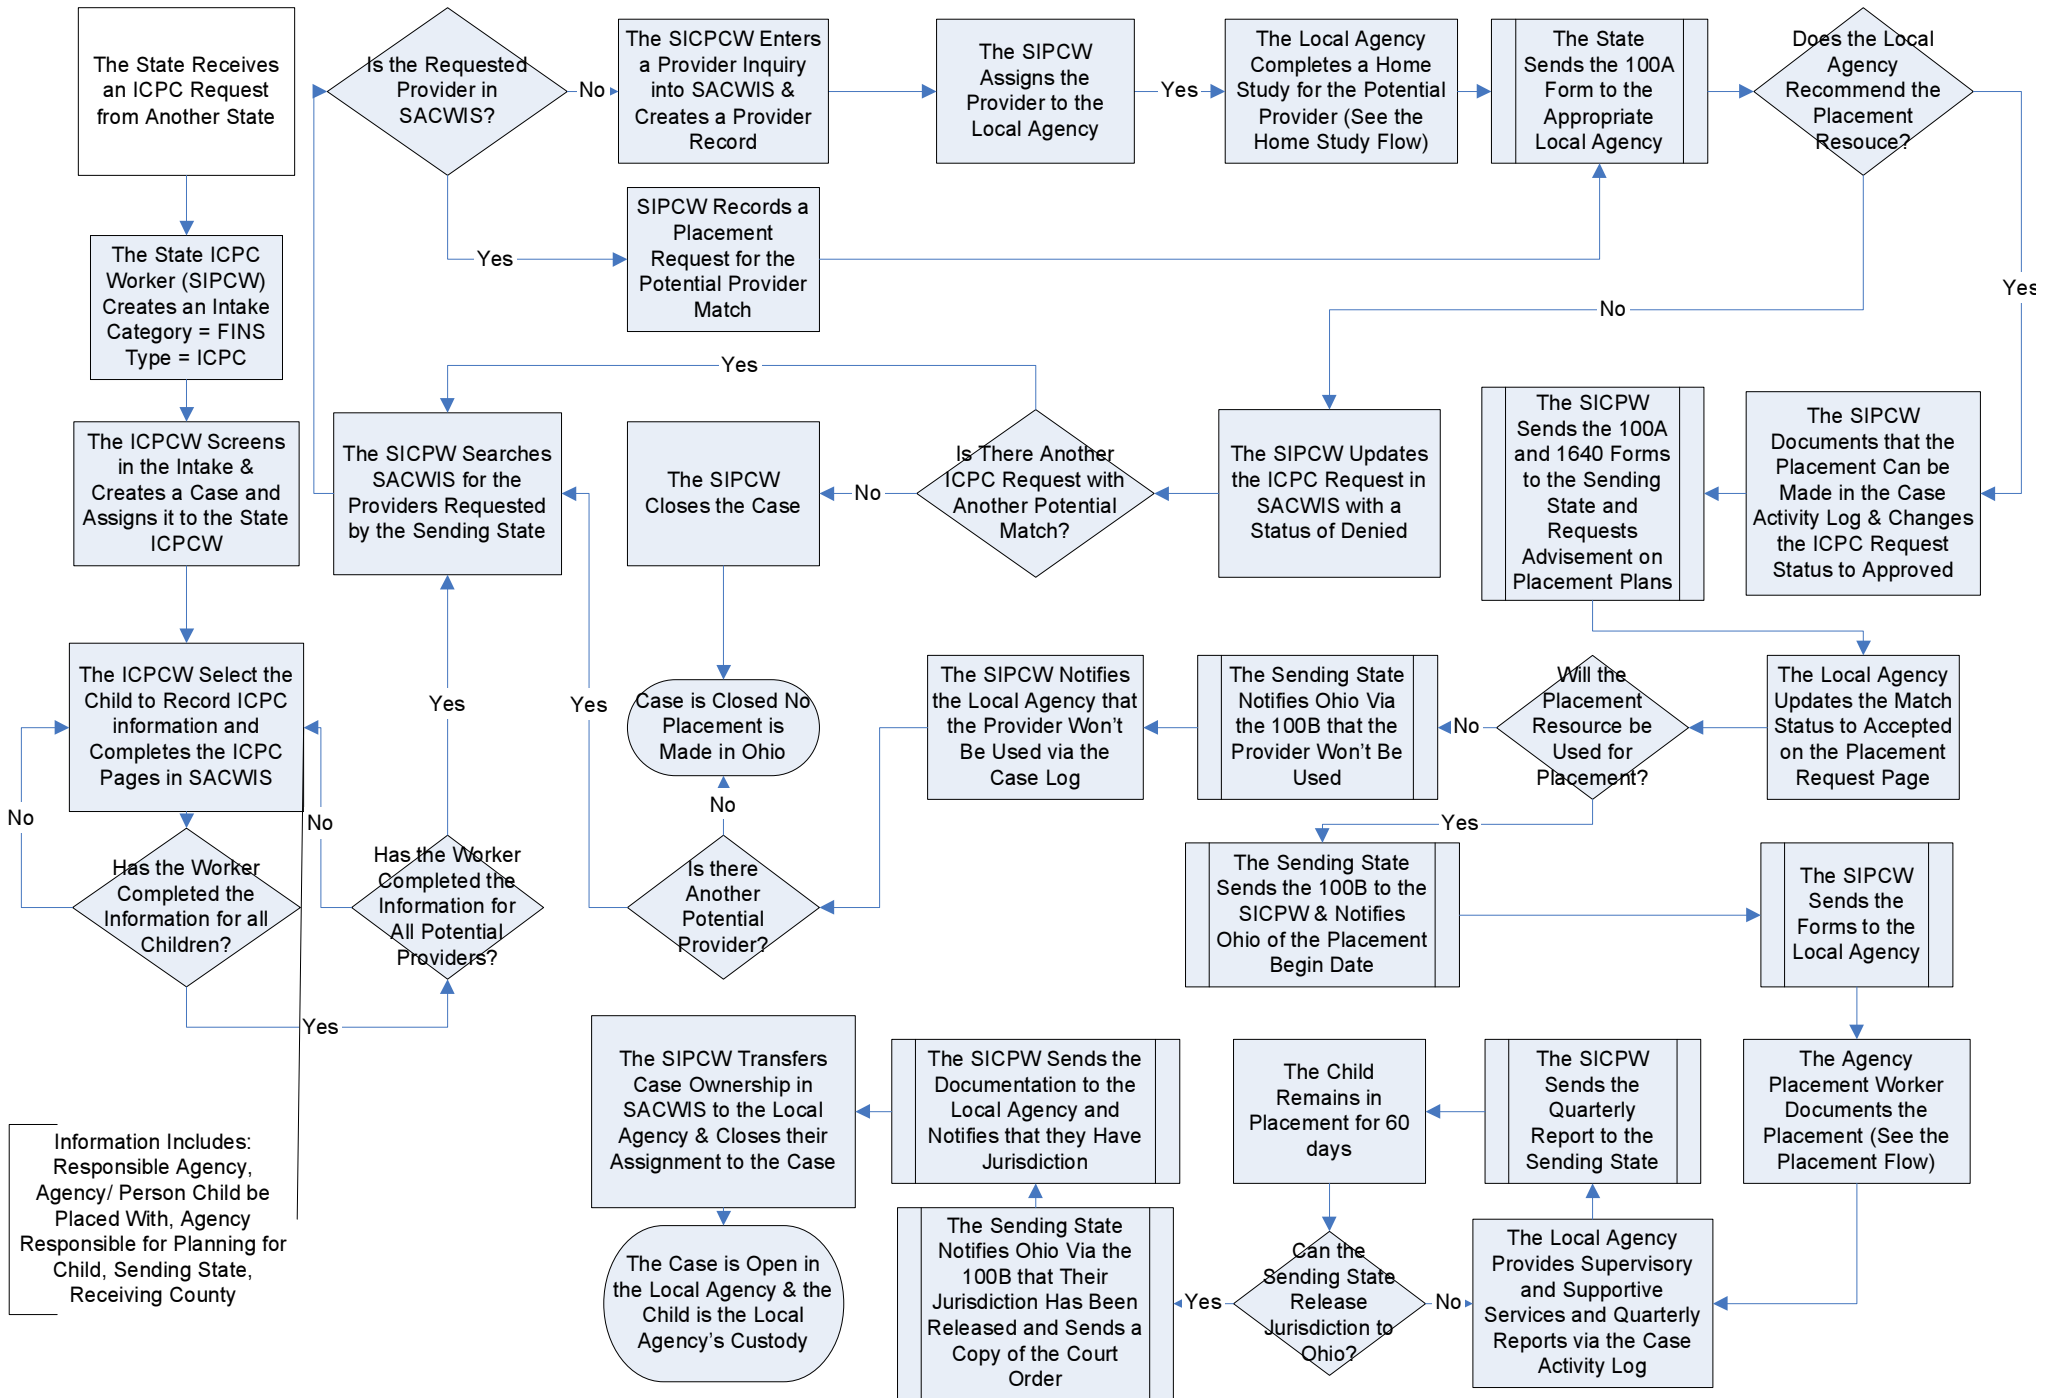 The State Receives
an ICPC Request
from Another State
Is the Requested
Provider in
SACWIS?
No
The SICPCW Enters
a Provider Inquiry
into SACWIS &
Creates a Provider
Record
The SIPCW
Assigns the
Provider to the
Local Agency
Yes
The Local Agency
Completes a Home
Study for the Potential
Provider (See the
Home Study Flow)
The State
Sends the 100A
Form to the
Appropriate
Local Agency
Does the Local
Agency
Recommend the
Placement
Resouce?
Yes
SIPCW Records a
Placement
Request for the
Potential Provider
Match
Yes
No
The State ICPC
Worker (SIPCW)
Creates an Intake
Category = FINS
Type = ICPC
Yes
The ICPCW Screens
in the Intake &
Creates a Case and
Assigns it to the State
ICPCW
The SICPW Searches
SACWIS for the
Providers Requested
by the Sending State
The SIPCW
Closes the Case
No
Is There Another
ICPC Request with
Another Potential
Match?
The SIPCW Updates
the ICPC Request in
SACWIS with a
Status of Denied
The SICPW
Sends the 100A
and 1640 Forms
to the Sending
State and
Requests
Advisement on
Placement Plans
The SIPCW
Documents that the
Placement Can be
Made in the Case
Activity Log & Changes
the ICPC Request
Status to Approved
The ICPCW Select the
Child to Record ICPC
information and
Completes the ICPC
Pages in SACWIS
Yes
Yes
Case is Closed No
Placement is
Made in Ohio
The SIPCW Notifies
the Local Agency that
the Provider Won't
Be Used via the
Case Log
The Sending State
Notifies Ohio Via
the 100B that the
Provider Won't Be
Used
No
Will the
Placement
Resource be
Used for
Placement?
The Local Agency
Updates the Match
Status to Accepted
on the Placement
Request Page
No
No
No
Yes
Has the Worker
Completed the
Information for all
Children?
Has the Worker
Completed the
Information for
All Potential
Providers?
Is there
Another
Potential
Provider?
The Sending State
Sends the 100B to the
SICPW & Notifies
Ohio of the Placement
Begin Date
The SIPCW
Sends the
Forms to the
Local Agency
Yes
The SIPCW Transfers
Case Ownership in
SACWIS to the Local
Agency & Closes their
Assignment to the Case
The SICPW Sends the
Documentation to the
Local Agency and
Notifies that they Have
Jurisdiction
The Child
Remains in
Placement for 60
days
The SICPW
Sends the
Quarterly
Report to the
Sending State
The Agency
Placement Worker
Documents the
Placement (See the
Placement Flow)
Information Includes:
Responsible Agency,
Agency/ Person Child be
Placed With, Agency
Responsible for Planning for
Child, Sending State,
Receiving County
The Case is Open in
the Local Agency & the
Child is the Local
Agency's Custody
The Sending State
Notifies Ohio Via the
100B that Their
Jurisdiction Has Been
Released and Sends a
Copy of the Court
Order
Yes
Can the
Sending State
Release
Jurisdiction to
Ohio?
No
The Local Agency
Provides Supervisory
and Supportive
Services and Quarterly
Reports via the Case
Activity Log